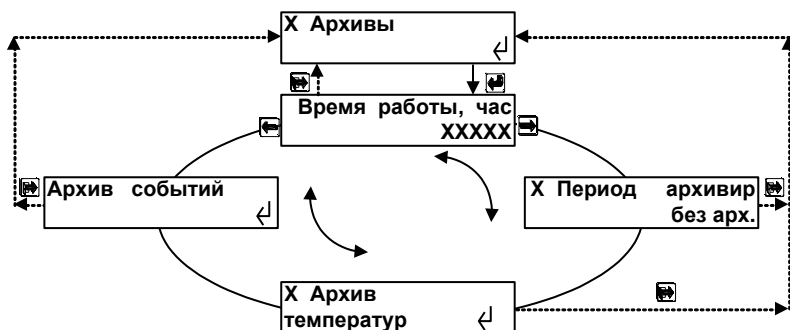 X Архивы
Время работы, час
XXXXX
Архив событий
X Период архивир
без арх.
X Архив
температур